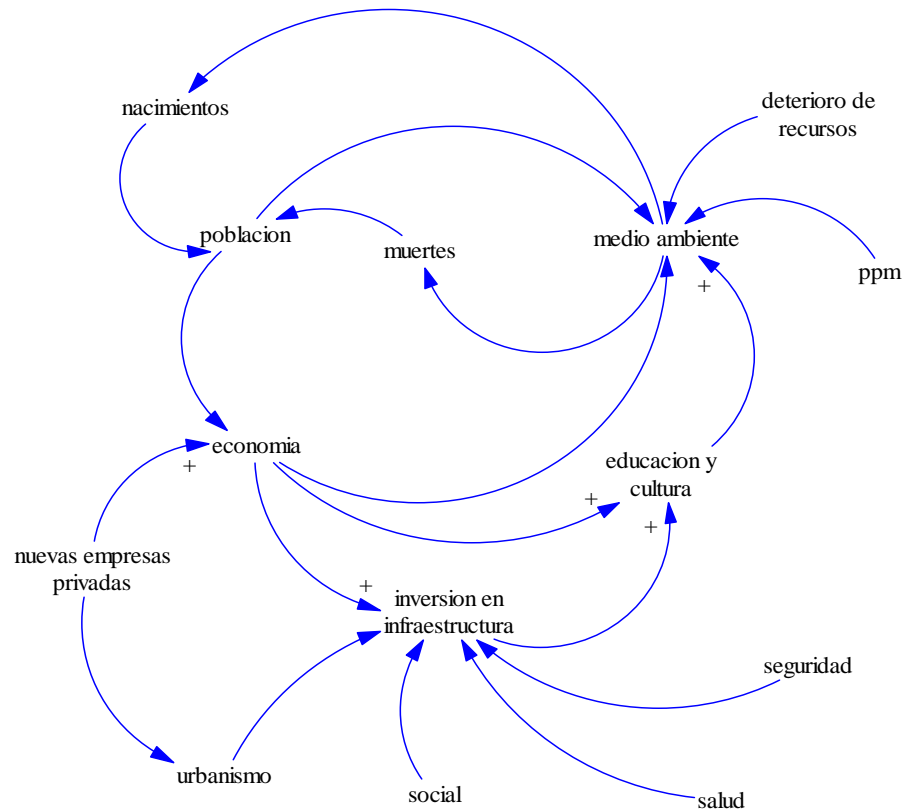 nacimientos
deterioro de
recursos
poblacion
muertes
medio ambiente
ppm
+
economia
+
educacion y
cultura
+
+
nuevas empresas
privadas
+
inversion en
infraestructura
seguridad
urbanismo
social
salud